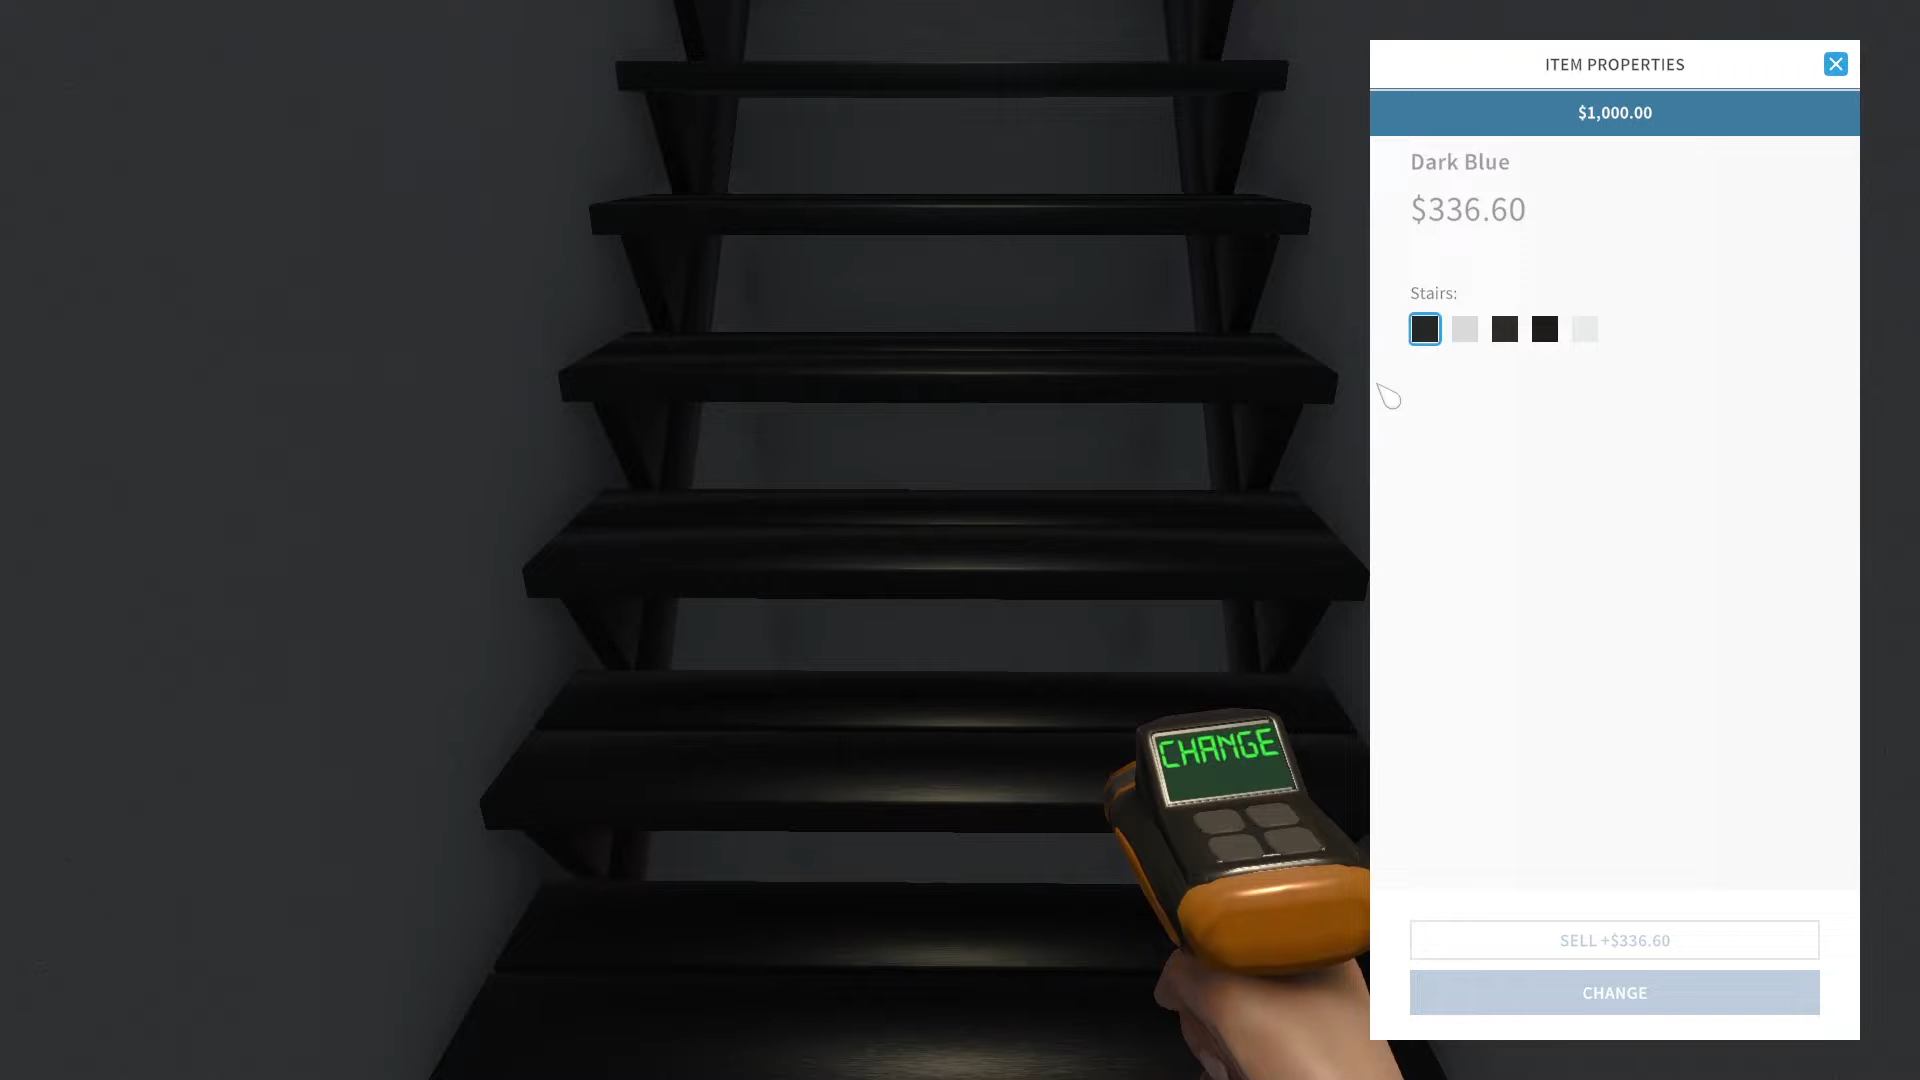 ITEM PROPERTIES
$1,000.00
Dark Blue
$336.60
Stairs:
CHANGE
SELL +$336.60
CHANGE